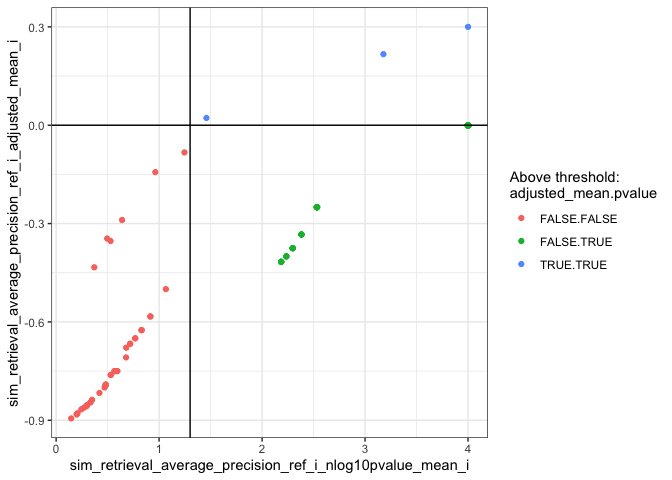 sim_retrieval_average_precision_ref_i_adjusted_mean_i
0.3
0.0
-0.3
-0.6
-0.9
0
1
2
3
4
sim_retrieval_average_precision_ref_i_nlog10pvalue_mean_i
Above threshold:
adjusted_mean.pvalue
FALSE.FALSE
FALSE.TRUE
TRUE.TRUE